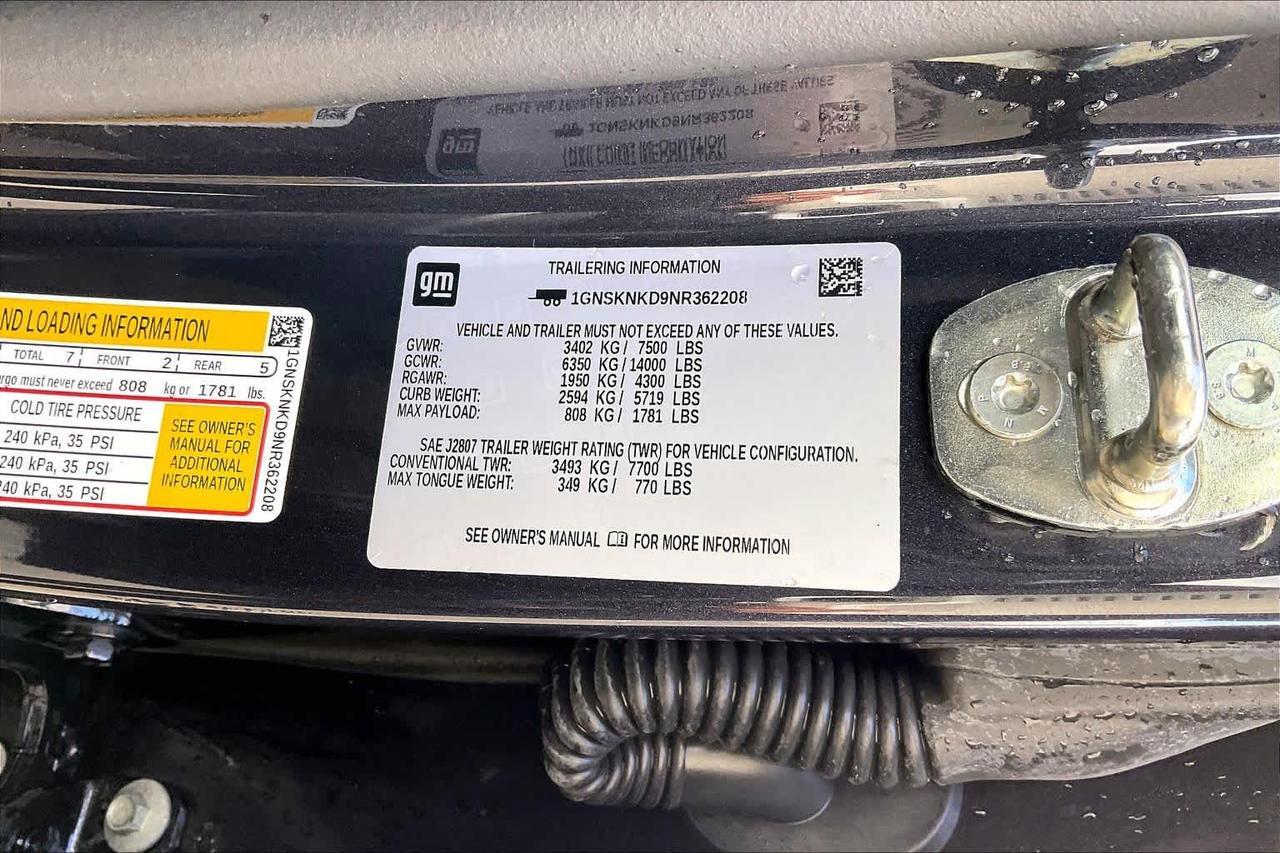 ND LOADING INFORMATION
TOTAL 7 FRONT 2 REAR 5
rgo must never exceed 808 kg or 1781 lbs.
COLD TIRE PRESSURE
240 kPa, 35 PSI
240 kPa, 35 PSI
240 kPa, 35 PSI
SEE OWNER'S
MANUAL FOR
ADDITIONAL
INFORMATION
1GNSKNKD9NR362208
gm
TRAILERING INFORMATION
1GNSKNKD9NR362208
VEHICLE AND TRAILER MUST NOT EXCEED ANY OF THESE VALUES.
GVWR: 3402 KG / 7500 LBS
GCWR: 6350 KG / 14000 LBS
RGAWR: 1950 KG / 4300 LBS
CURB WEIGHT: 2594 KG / 5719 LBS
MAX PAYLOAD: 808 KG / 1781 LBS
SAE J2807 TRAILER WEIGHT RATING (TWR) FOR VEHICLE CONFIGURATION.
CONVENTIONAL TWR: 3493 KG / 7700 LBS
MAX TONGUE WEIGHT: 349 KG / 770 LBS
SEE OWNER'S MANUAL FOR MORE INFORMATION